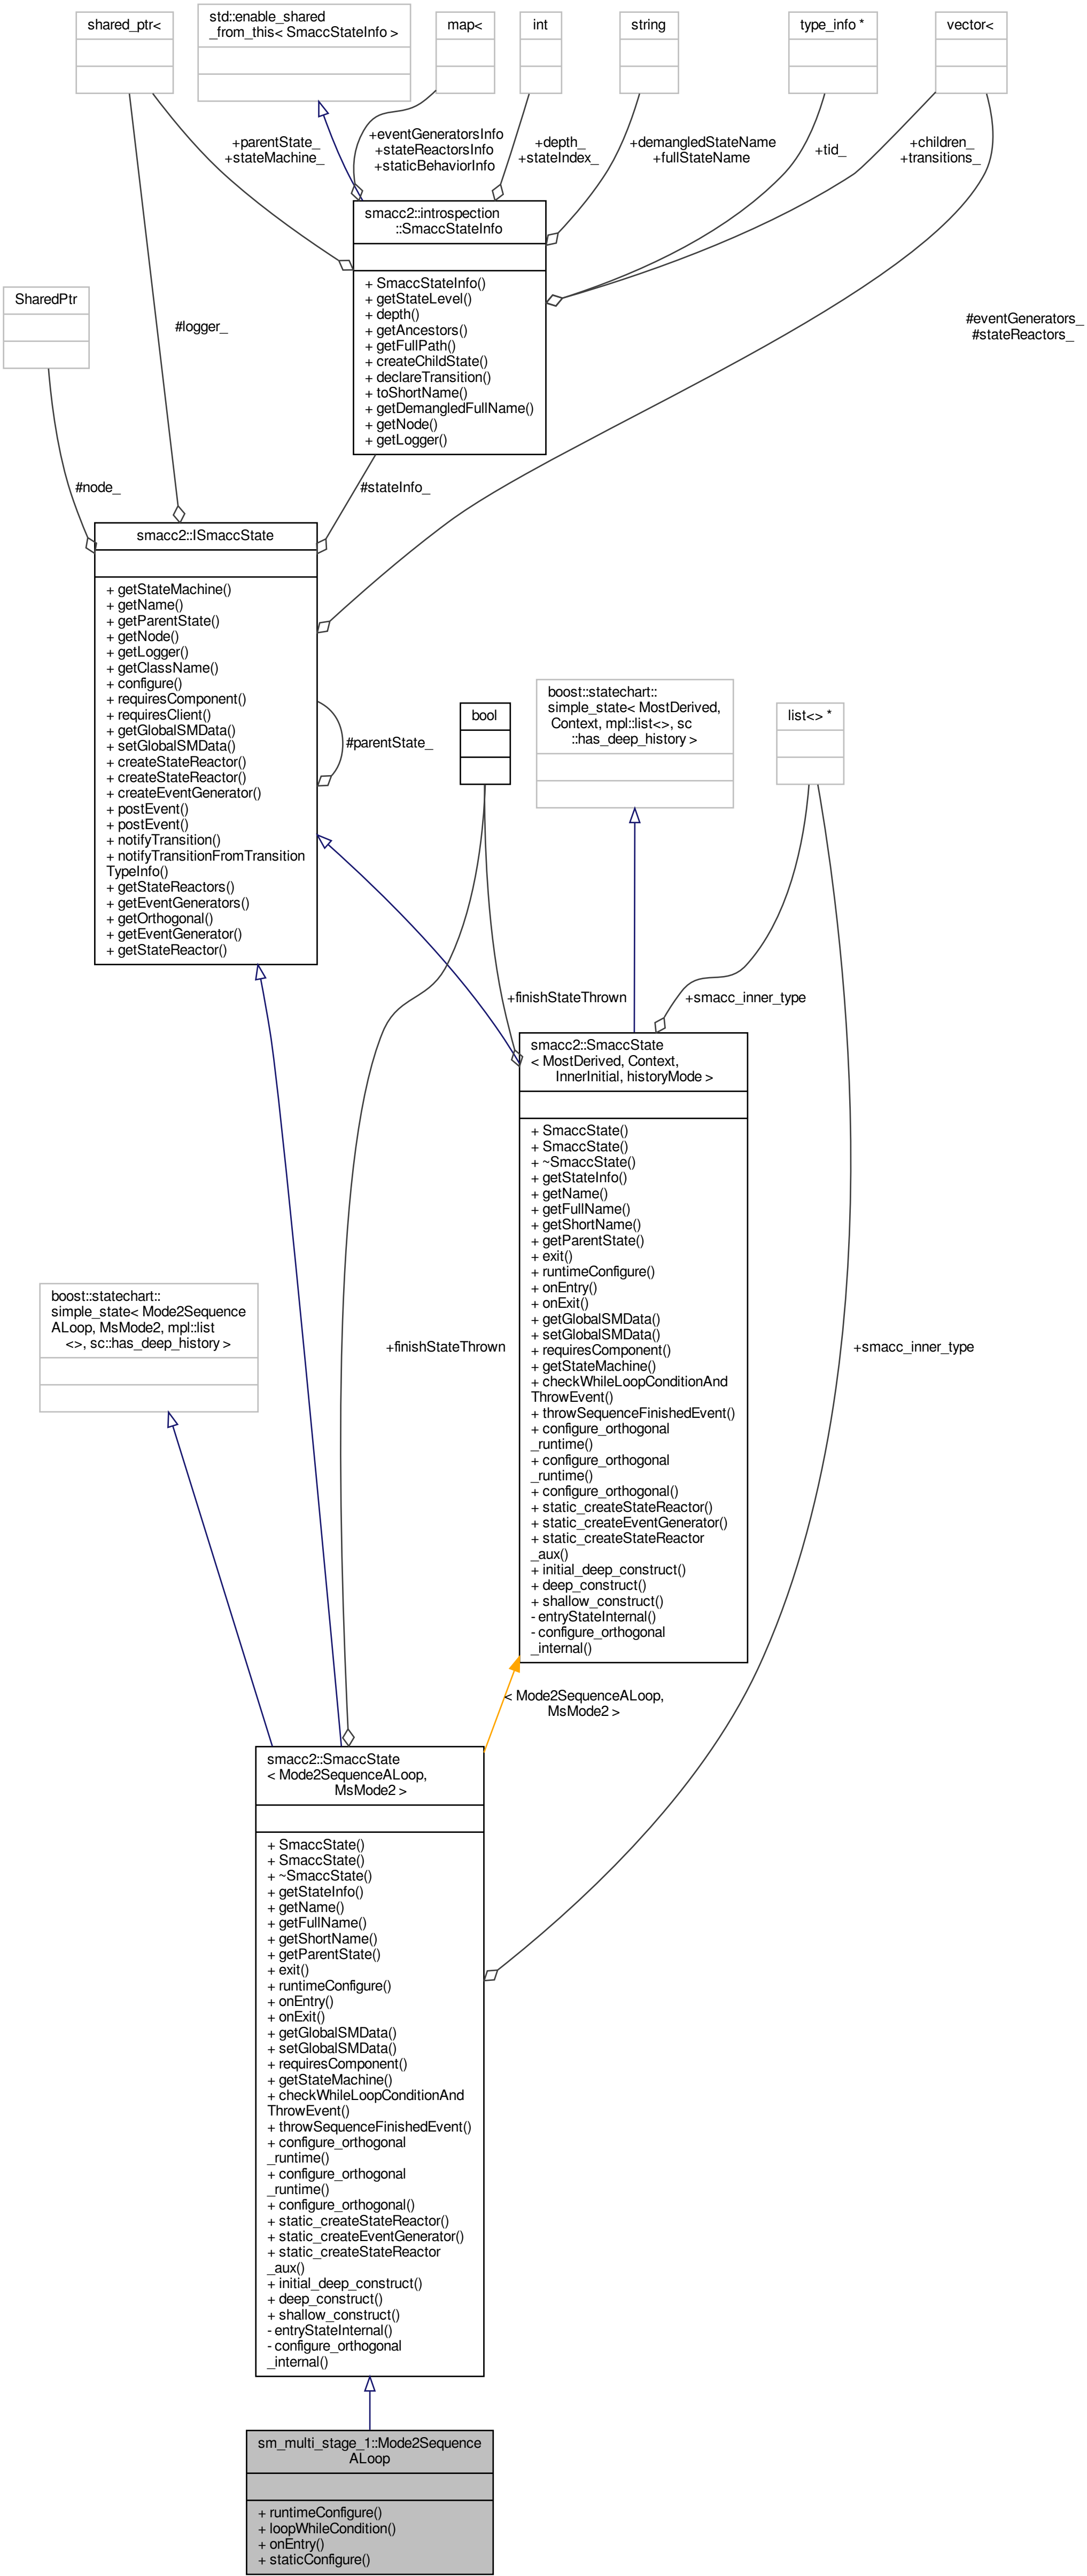 shared_ptr<
std::enable_shared
_from_this< SmaccStateInfo >
map<
int
string
type_info *
vector<
+parentState_
+stateMachine_
+eventGeneratorsInfo
+stateReactorsInfo
+staticBehaviorInfo
+depth_
+stateIndex_
+demangledStateName
+fullStateName
+tid_
+children_
+transitions_
smacc2::introspection
::SmaccStateInfo
+ SmaccStateInfo()
+ getStateLevel()
+ depth()
+ getAncestors()
+ getFullPath()
+ createChildState()
+ declareTransition()
+ toShortName()
+ getDemangledFullName()
+ getNode()
+ getLogger()
SharedPtr
#logger_
#eventGenerators_
#stateReactors_
#node_
#stateInfo_
smacc2::ISmaccState
+ getStateMachine()
+ getName()
+ getParentState()
+ getNode()
+ getLogger()
+ getClassName()
+ configure()
+ requiresComponent()
+ requiresClient()
+ getGlobalSMData()
+ setGlobalSMData()
+ createStateReactor()
+ createStateReactor()
+ createEventGenerator()
+ postEvent()
+ postEvent()
+ notifyTransition()
+ notifyTransitionFromTransition
TypeInfo()
+ getStateReactors()
+ getEventGenerators()
+ getOrthogonal()
+ getEventGenerator()
+ getStateReactor()
#parentState_
bool
boost::statechart::
simple_state< MostDerived,
Context, mpl::list<>, sc
::has_deep_history >
list<> *
+finishStateThrown
+smacc_inner_type
smacc2::SmaccState
< MostDerived, Context,
InnerInitial, historyMode >
+ SmaccState()
+ SmaccState()
+ ~SmaccState()
+ getStateInfo()
+ getName()
+ getFullName()
+ getShortName()
+ getParentState()
+ exit()
+ runtimeConfigure()
+ onEntry()
+ onExit()
+ getGlobalSMData()
+ setGlobalSMData()
+ requiresComponent()
+ getStateMachine()
+ checkWhileLoopConditionAnd
ThrowEvent()
+ throwSequenceFinishedEvent()
+ configure_orthogonal
_runtime()
+ configure_orthogonal
_runtime()
+ configure_orthogonal()
+ static_createStateReactor()
+ static_createEventGenerator()
+ static_createStateReactor
_aux()
+ initial_deep_construct()
+ deep_construct()
+ shallow_construct()
- entryStateInternal()
- configure_orthogonal
_internal()
boost::statechart::
simple_state< Mode2Sequence
ALoop, MsMode2, mpl::list
<>, sc::has_deep_history >
+finishStateThrown
+smacc_inner_type
< Mode2SequenceALoop,
MsMode2 >
smacc2::SmaccState
< Mode2SequenceALoop,
MsMode2 >
+ SmaccState()
+ SmaccState()
+ ~SmaccState()
+ getStateInfo()
+ getName()
+ getFullName()
+ getShortName()
+ getParentState()
+ exit()
+ runtimeConfigure()
+ onEntry()
+ onExit()
+ getGlobalSMData()
+ setGlobalSMData()
+ requiresComponent()
+ getStateMachine()
+ checkWhileLoopConditionAnd
ThrowEvent()
+ throwSequenceFinishedEvent()
+ configure_orthogonal
_runtime()
+ configure_orthogonal
_runtime()
+ configure_orthogonal()
+ static_createStateReactor()
+ static_createEventGenerator()
+ static_createStateReactor
_aux()
+ initial_deep_construct()
+ deep_construct()
+ shallow_construct()
- entryStateInternal()
- configure_orthogonal
_internal()
sm_multi_stage_1::Mode2Sequence
ALoop
+ runtimeConfigure()
+ loopWhileCondition()
+ onEntry()
+ staticConfigure()